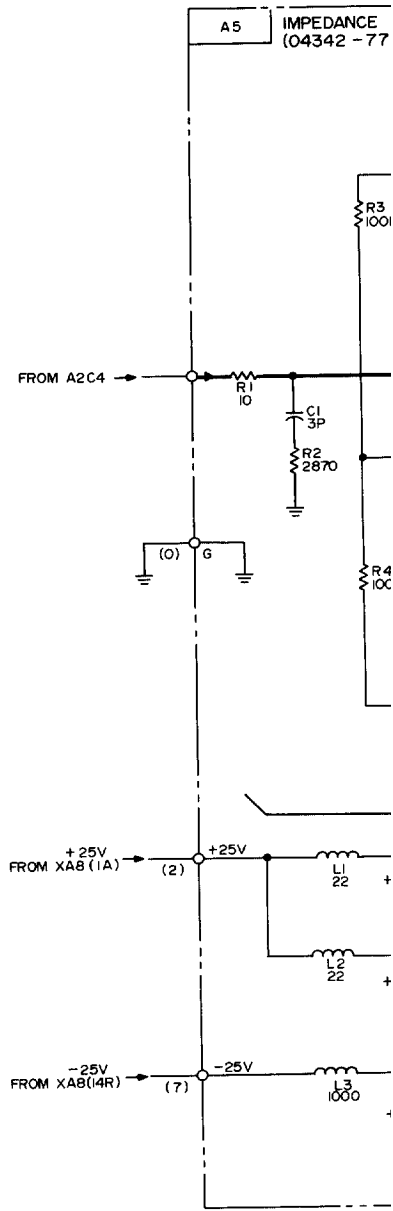 A5
IMPEDANCE
(04342-77
R3
1001
FROM A2C4
R1
10
C1
3P
R2
2870
(0)
G
R4
100
+25V
FROM XA8(1A)
(2)
+25V
L1
22
+
L2
22
+
-25V
FROM XA8(14R)
(7)
-25V
L3
1000
+